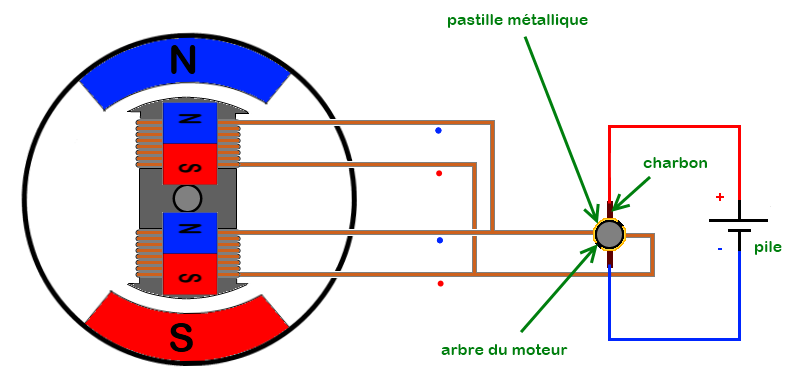 pastille métallique
N
N
S
charbon
+
-
pile
N
S
S
arbre du moteur